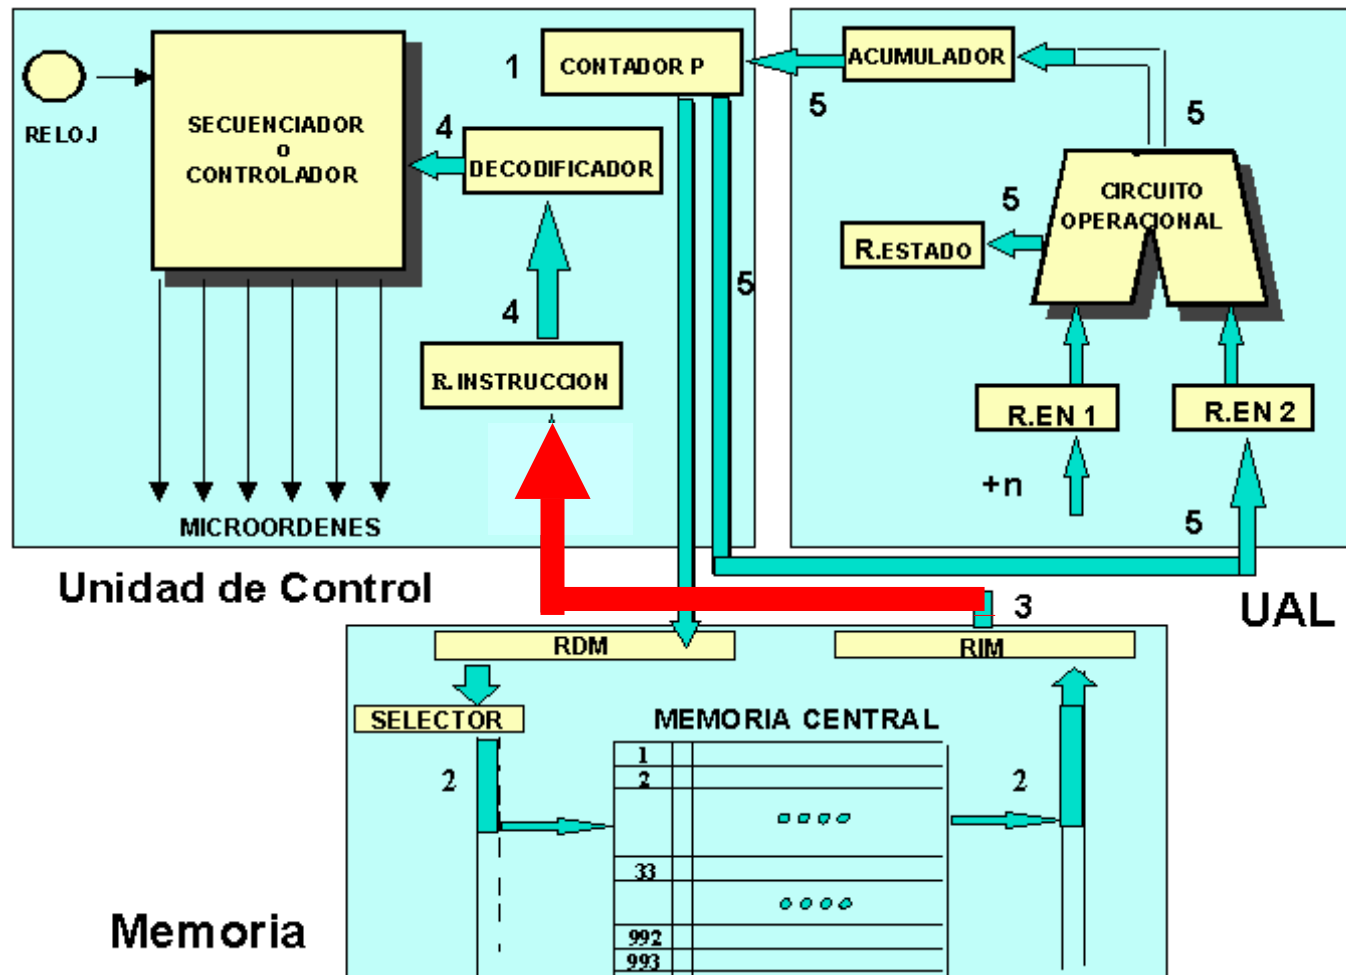 RELOJ
SECUENCIADOR
o
CONTROLADOR
MICROORDENES
1
CONTADOR P
4
DECODIFICADOR
4
R.INSTRUCCION
5
Unidad de Control
5
ACUMULADOR
5
CIRCUITO
OPERACIONAL
5
R.ESTADO
R.EN 1
R.EN 2
+n
5
UAL
3
RDM
RIM
SELECTOR
MEMORIA CENTRAL
2
2
1
2
33
992
993
Memoria